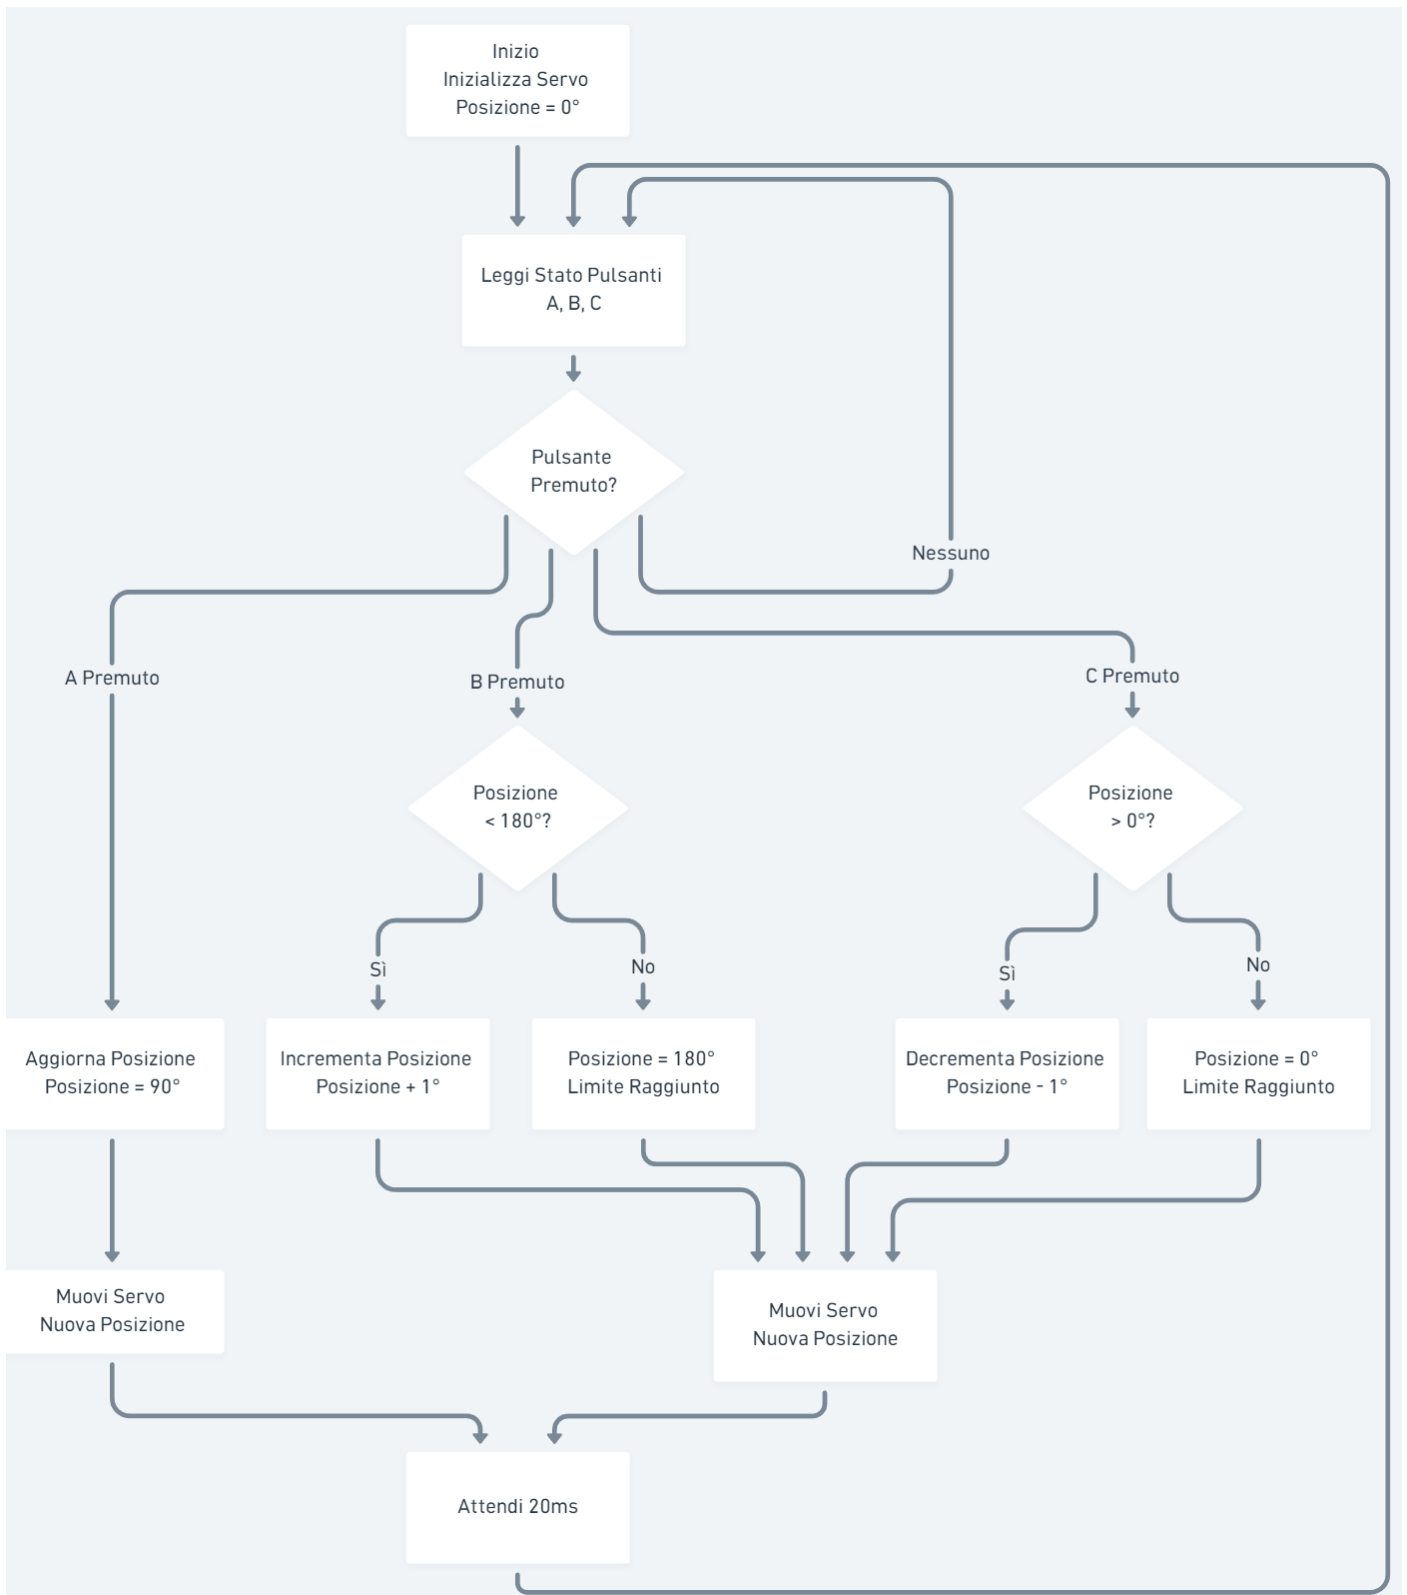 Inizio
Inizializza Servo
Posizione = 0°
Leggi Stato Pulsanti
A, B, C
Pulsante
Premuto?
Nessuno
A Premuto
B Premuto
C Premuto
Posizione
< 180°?
Posizione
> 0°?
Sì
No
Sì
No
Aggiorna Posizione
Posizione = 90°
Incrementa Posizione
Posizione + 1°
Posizione = 180°
Limite Raggiunto
Decrementa Posizione
Posizione - 1°
Posizione = 0°
Limite Raggiunto
Muovi Servo
Nuova Posizione
Muovi Servo
Nuova Posizione
Attendi 20ms